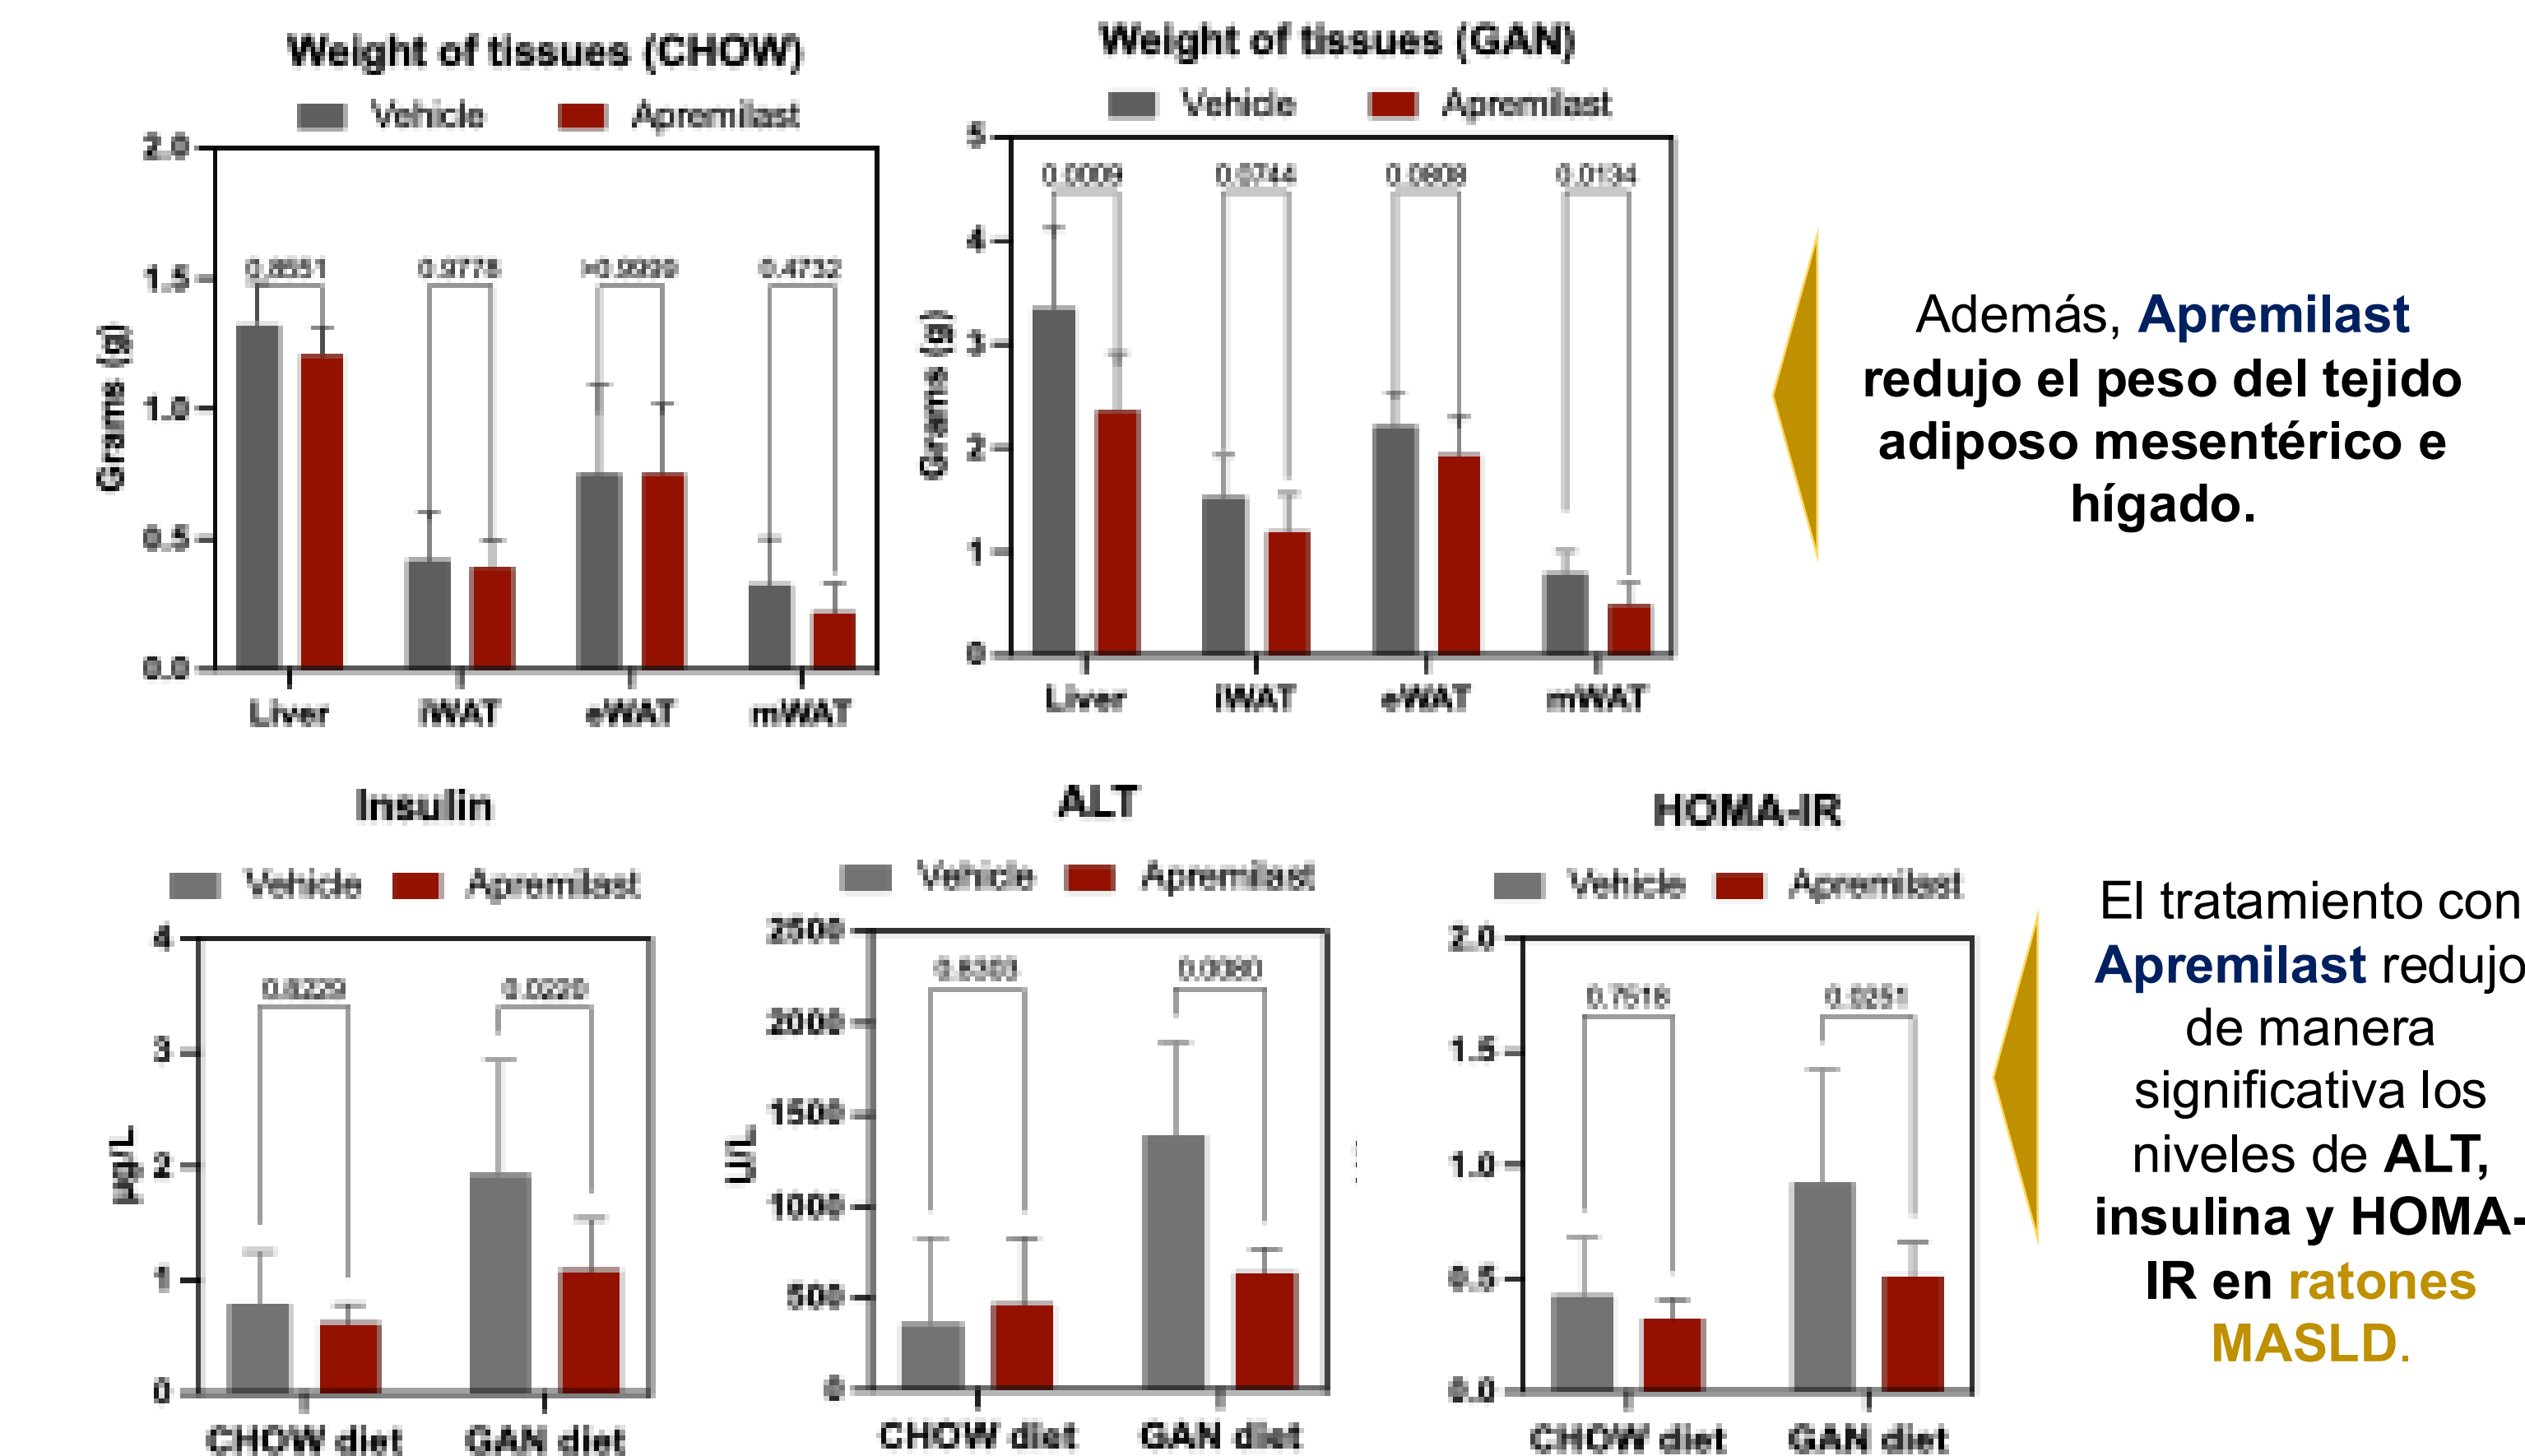 Weight of tissues (CHOW)
Vehicle Apremilast
2.0
1.5
1.0
0.5
0.0
Grams (g)
0.8551 0.9778 >0.9999 0.4732
Liver iWAT eWAT mWAT
Weight of tissues (GAN)
Vehicle Apremilast
5
4
3
2
1
0
Grams (g)
0.0009 0.0744 0.0808 0.0134
Liver iWAT eWAT mWAT
Además, Apremilast
redujo el peso del tejido
adiposo mesentérico e
hígado.
Insulin
Vehicle Apremilast
4
3
2
1
0
µg/L
0.8229 0.0220
CHOW diet GAN diet
ALT
Vehicle Apremilast
2500
2000
1500
1000
500
0
U/L
0.0080
CHOW diet GAN diet
HOMA-IR
Vehicle Apremilast
2.0
1.5
1.0
0.5
0.0
0.7516 0.0251
CHOW diet GAN diet
El tratamiento con
Apremilast redujo
de manera
significativa los
niveles de ALT,
insulina y HOMA-
IR en ratones
MASLD.